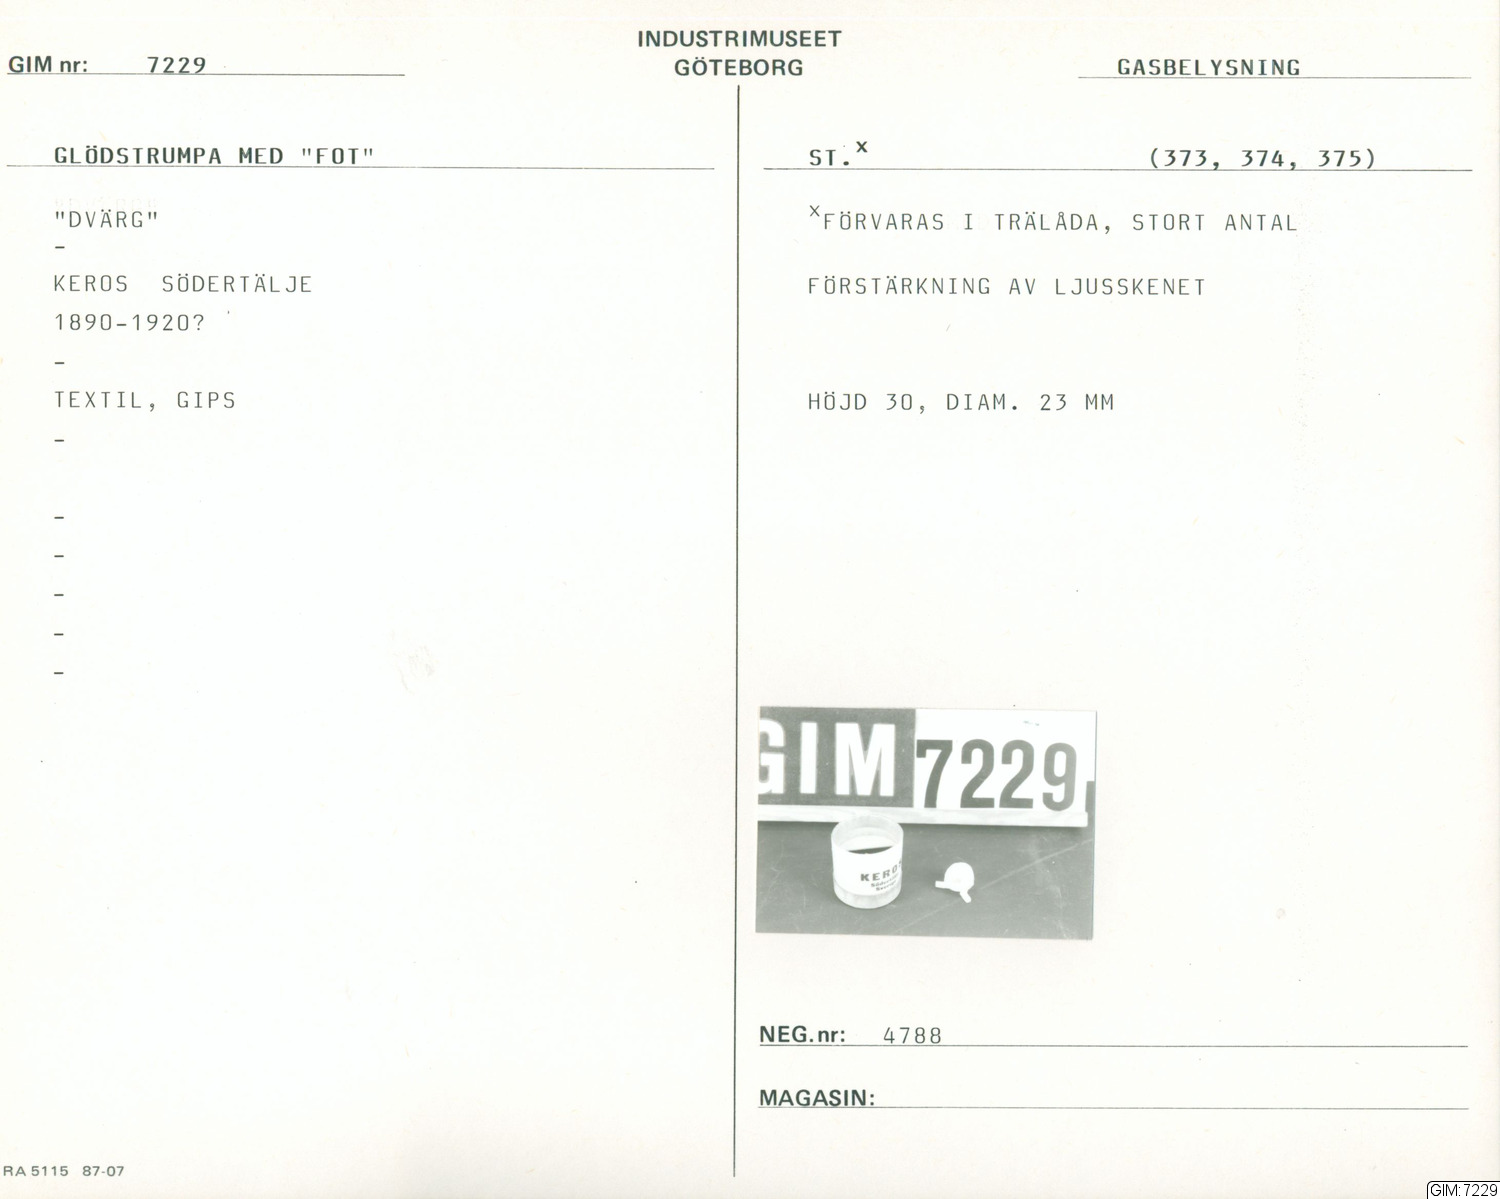 INDUSTRIMUSEET
GÖTEBORG
GIM nr: 7229
GASBELYSNING
GLÖDSTRUMPA MED "FOT"
"DVÄRG"
-
KEROS SÖDERTÄLJE
1890-1920?
-
TEXTIL, GIPS
-
-
-
-
-
-
ST.x (373, 374, 375)
xFÖRVARAS I TRÄLÅDA, STORT ANTAL
FÖRSTÄRKNING AV LJUSSKENET
HÖJD 30, DIAM. 23 MM
GIM 7229
KEROS
NEG.nr: 4788
MAGASIN:
RA 5115 87-07
GIM:7229